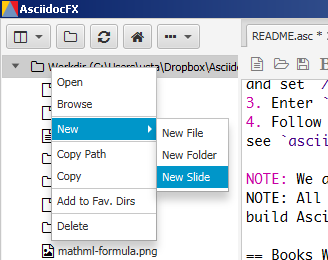 AsciidocFX
Workdir (C:\Users\usta\Dropbox\Asciido
README.asc *
Open
Browse
New
Copy Path
Copy
Add to Fav. Dirs
Delete
New File
New Folder
New Slide
mathml-formula.png
and set `/
3. Enter `
4. Follow
see `ascii
NOTE: We a
NOTE: All
build Asci
== Books W